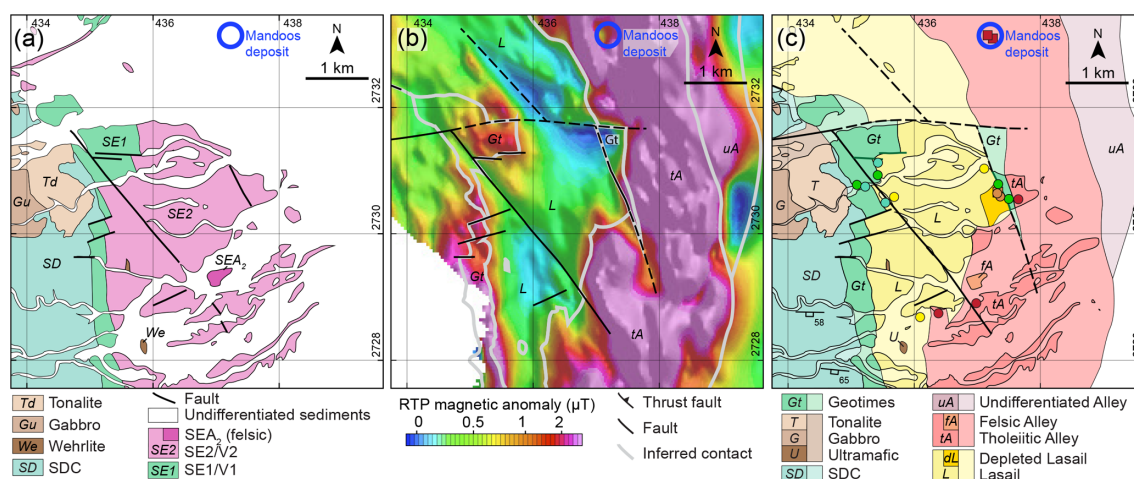 434 436 438
(a)
Mandoos
deposit
N
1 km
SE1
Td
Gu
SE2
SEA2
SD
We
Td Tonalite
Gu Gabbro
We Wehrlite
SD SDC
Fault
Undifferentiated sediments
SEA2 (felsic)
SE2 SE2/V2
SE1 SE1/V1
434 436 438
(b)
L
Mandoos
deposit
N
1 km
2732
Gt
Gt
uA
tA
L
2730
Gt
L
tA
2728
RTP magnetic anomaly (µT)
0 0.5 1 2
Thrust fault
Fault
Inferred contact
434 436 438
(c)
Mandoos
deposit
N
1 km
2732
Gt
Gt
uA
T
tA
G
L
SD
fA
Gt
L
tA
58
U
65
Gt Geotimes
T Tonalite
G Gabbro
U Ultramafic
SD SDC
uA Undifferentiated Alley
fA Felsic Alley
tA Tholeiitic Alley
dL Depleted Lasail
L Lasail